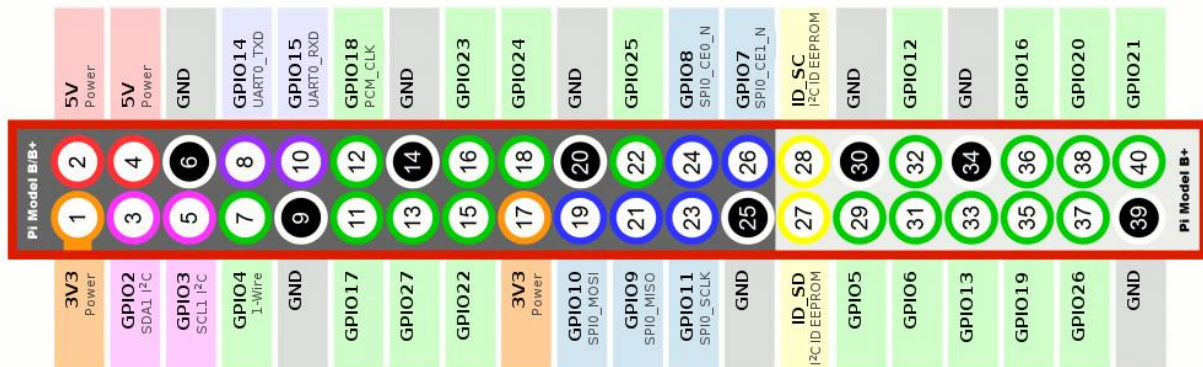 5V
Power
5V
Power
GND
GPIO14
UART0_TXD
GPIO15
UART0_RXD
GPIO18
PCM_CLK
GND
GPIO23
GPIO24
GND
GPIO25
GPIO8
SPI0_CE0_N
GPIO7
SPI0_CE1_N
ID_SC
I²C ID EEPROM
GND
GPIO12
GND
GPIO16
GPIO20
GPIO21
Pi Model B/B+
2 4 6 8 10 12 14 16 18 20 22 24 26 28 30 32 34 36 38 40
1 3 5 7 9 11 13 15 17 19 21 23 25 27 29 31 33 35 37 39
Pi Model B+
3V3
Power
GPIO2
SDA1 I²C
GPIO3
SCL1 I²C
GPIO4
1-Wire
GND
GPIO17
GPIO27
GPIO22
3V3
Power
GPIO10
SPI0_MOSI
GPIO9
SPI0_MISO
GPIO11
SPI0_SCLK
GND
ID_SD
I²C ID EEPROM
GPIO5
GPIO6
GPIO13
GPIO19
GPIO26
GND